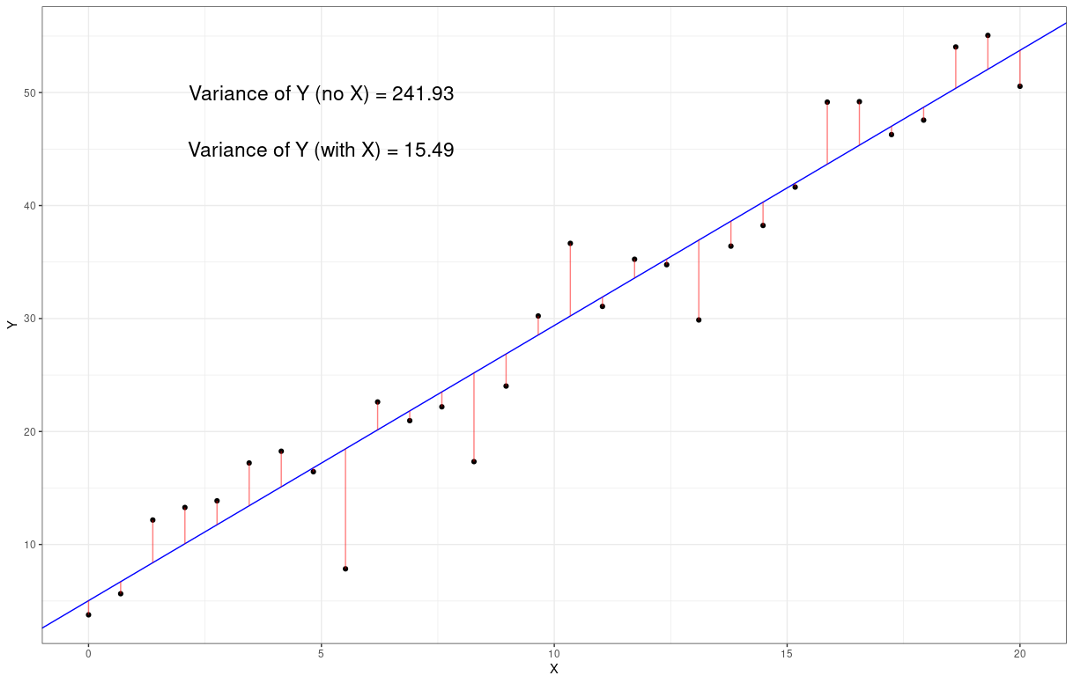 Variance of Y (no X) = 241.93
Variance of Y (with X) = 15.49
50
40
30
20
10
Y
0 5 10 15 20
X